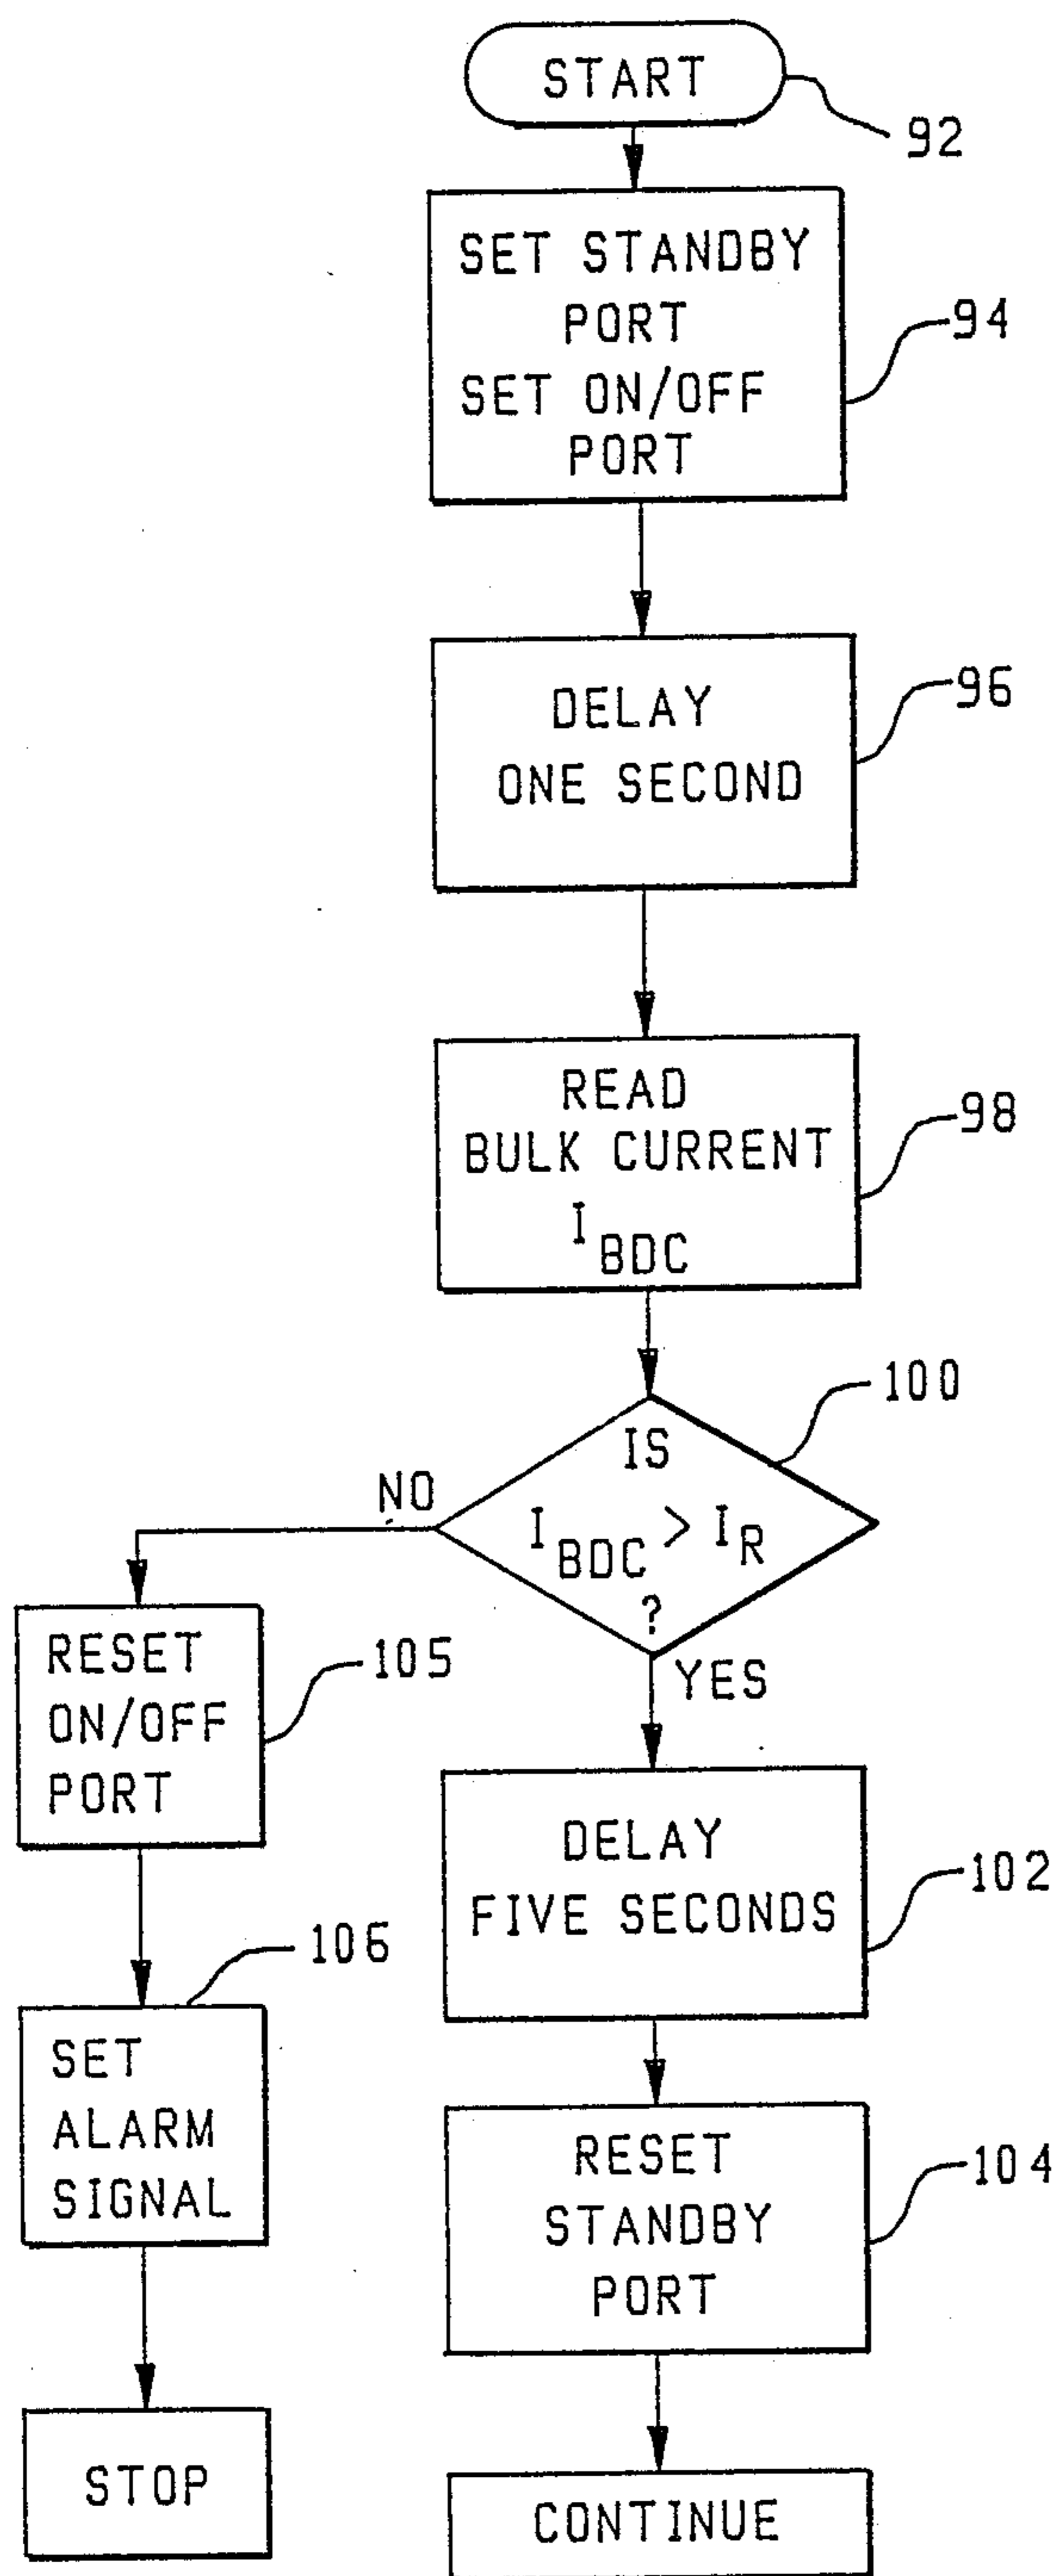 START
92
SET STANDBY
PORT
SET ON/OFF
PORT
94
DELAY
ONE SECOND
96
READ
BULK CURRENT
I BDC
98
IS
I BDC > I R
?
100
NO
YES
RESET
ON/OFF
PORT
105
DELAY
FIVE SECONDS
102
SET
ALARM
SIGNAL
106
RESET
STANDBY
PORT
104
STOP
CONTINUE